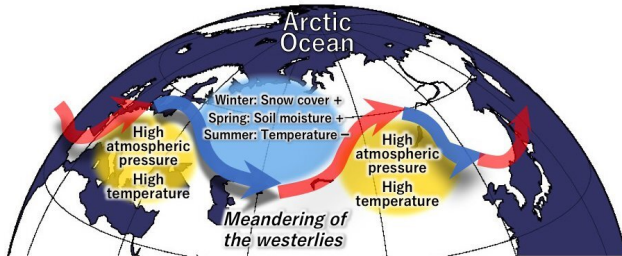 Arctic
Ocean
Winter: Snow cover +
Spring: Soil moisture +
Summer: Temperature −
High
atmospheric
pressure
High
temperature
High
atmospheric
pressure
High
temperature
Meandering of
the westerlies